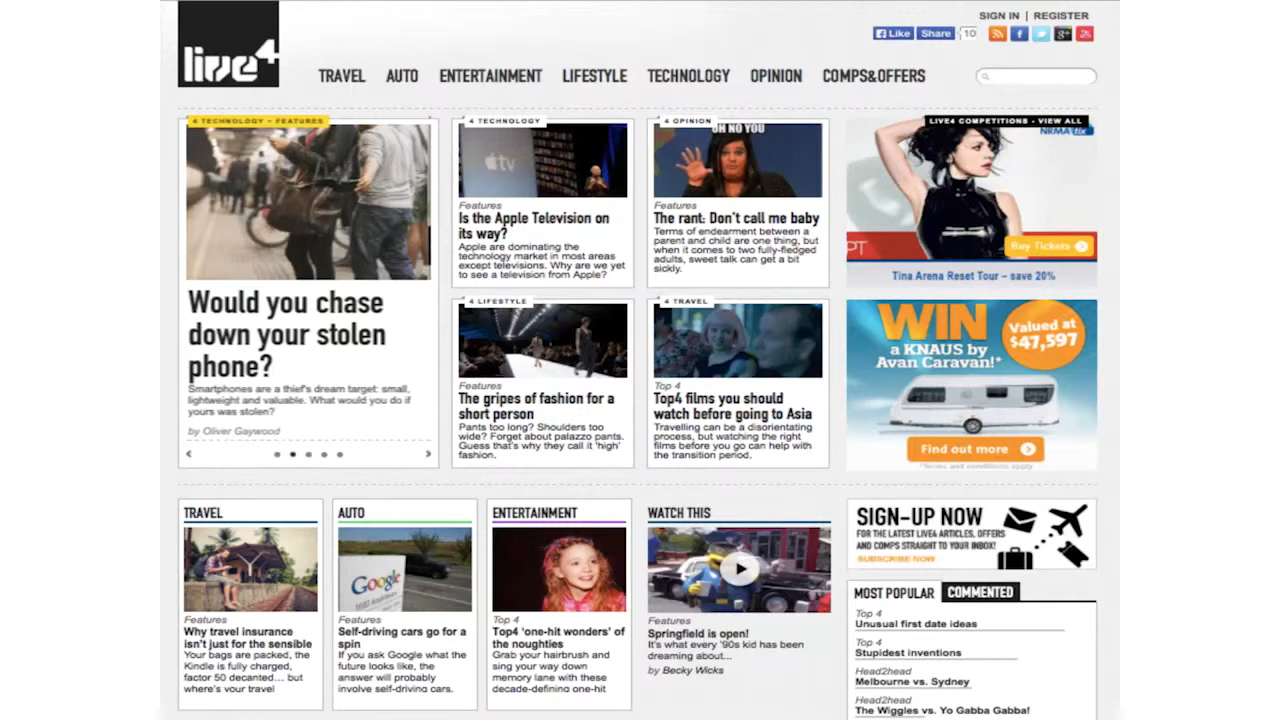 SIGN IN | REGISTER
Like Share 10
live4
TRAVEL AUTO ENTERTAINMENT LIFESTYLE TECHNOLOGY OPINION COMPS&OFFERS
4 TECHNOLOGY – FEATURES
Would you chase
down your stolen
phone?
Smartphones are a thief's dream target: small,
lightweight and valuable. What would you do if
yours was stolen?
by Oliver Gaywood
4 TECHNOLOGY
tv
Features
Is the Apple Television on
its way?
Apple are dominating the
technology market in most areas
except televisions. Why are we yet
to see a television from Apple?
4 OPINION
OH NO YOU
Features
The rant: Don't call me baby
Terms of endearment between a
parent and child are one thing, but
when it comes to two fully-fledged
adults, sweet talk can get a bit
sickly.
4 LIFESTYLE
Features
The gripes of fashion for a
short person
Pants too long? Shoulders too
wide? Forget about palazzo pants.
Guess that's why they call it 'high'
fashion.
4 TRAVEL
Top 4
Top4 films you should
watch before going to Asia
Travelling can be a disorientating
process, but watching the right
films before you go can help with
the transition period.
LIVE4 COMPETITIONS - VIEW ALL
NRMA tix
PT
Buy Tickets
Tina Arena Reset Tour – save 20%
WIN
a KNAUS by
Avan Caravan!*
Valued at
$47,597
Find out more
*Terms and conditions apply
TRAVEL
Features
Why travel insurance
isn't just for the sensible
Your bags are packed, the
Kindle is fully charged,
factor 50 decanted... but
where's your travel
AUTO
Google
Features
Self-driving cars go for a
spin
If you ask Google what the
future looks like, the
answer will probably
involve self-driving cars.
ENTERTAINMENT
Top 4
Top4 'one-hit wonders' of
the noughties
Grab your hairbrush and
sing your way down
memory lane with these
decade-defining one-hit
WATCH THIS
Features
Springfield is open!
It's what every '90s kid has been
dreaming about...
by Becky Wicks
SIGN-UP NOW
FOR THE LATEST LIVE4 ARTICLES, OFFERS
AND COMPS STRAIGHT TO YOUR INBOX!
SUBSCRIBE NOW
MOST POPULAR COMMENTED
Top 4
Unusual first date ideas
Top 4
Stupidest inventions
Head2head
Melbourne vs. Sydney
Head2head
The Wiggles vs. Yo Gabba Gabba!